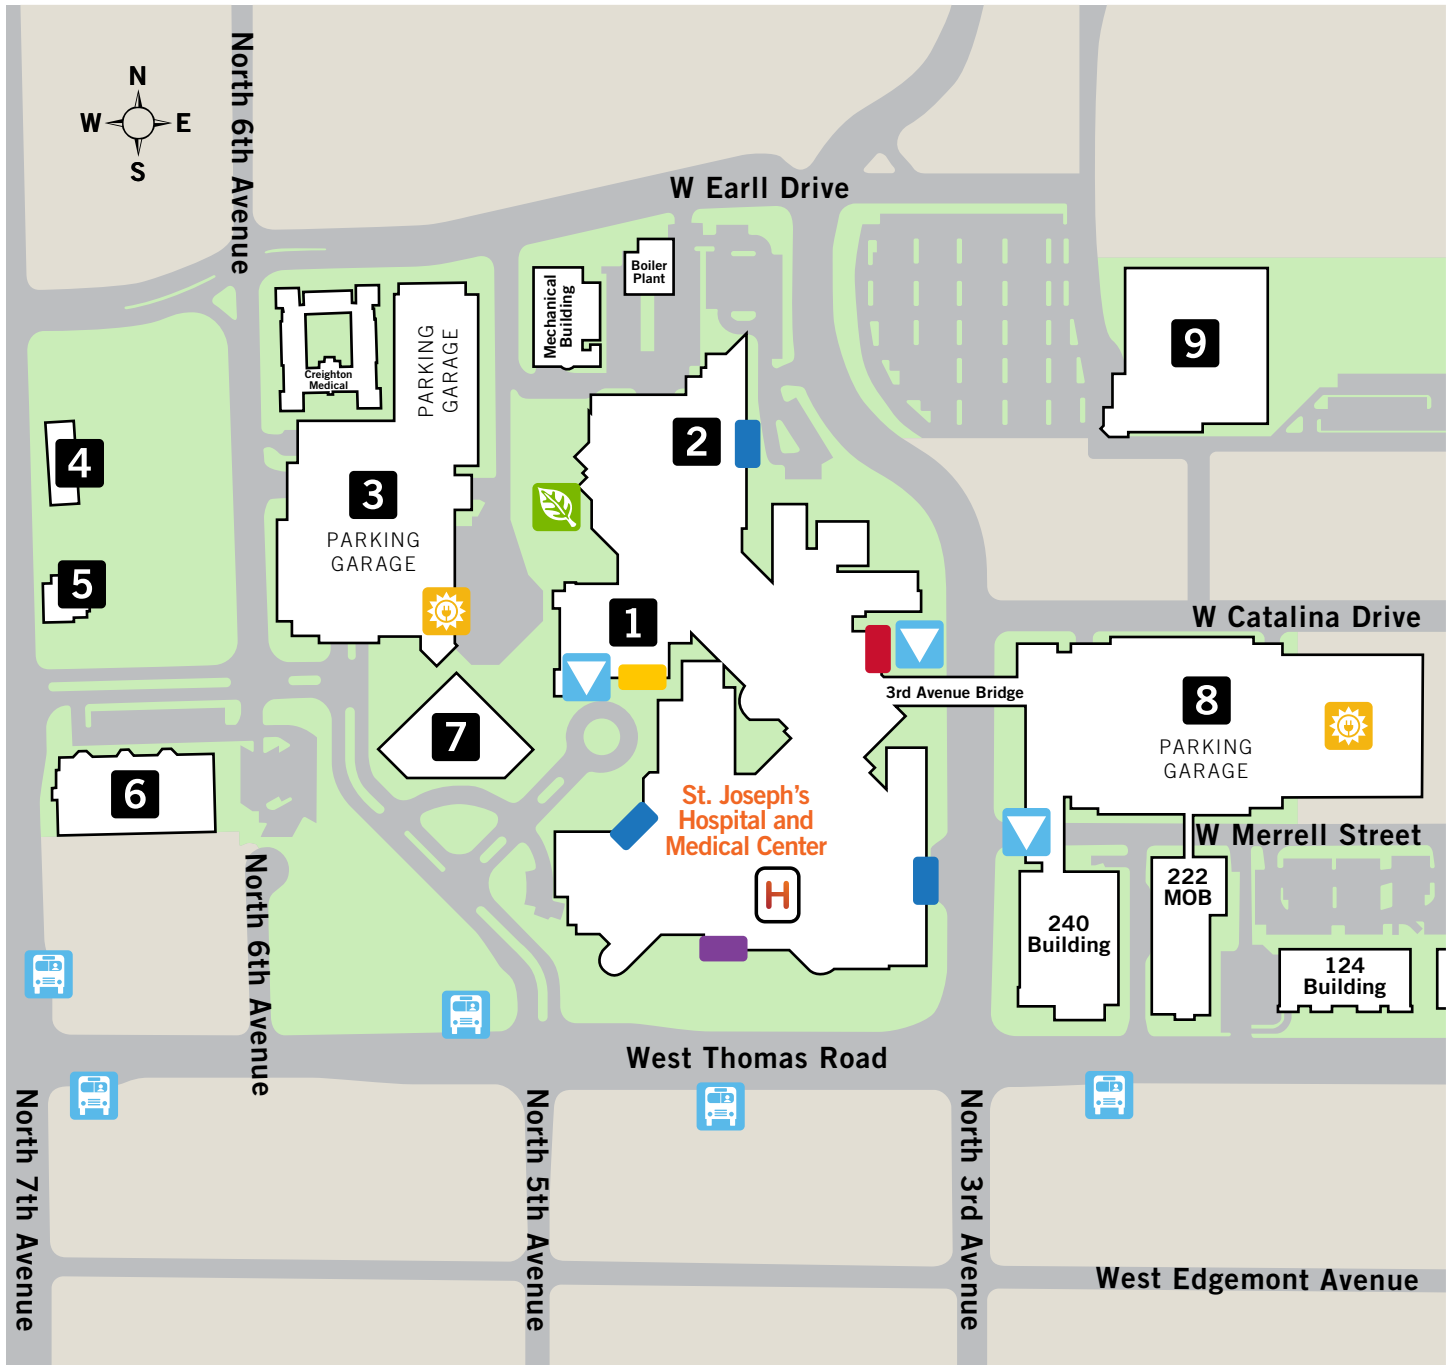 N
W E
S
North 6th Avenue
W Earll Drive
Boiler
Plant
Mechanical
Building
PARKING
GARAGE
Creighton
Medical
9
2
4
3
PARKING
GARAGE
5
1
W Catalina Drive
3rd Avenue Bridge
8
PARKING
GARAGE
7
6
St. Joseph's
Hospital and
Medical Center
H
W Merrell Street
222
MOB
240
Building
124
Building
North 6th Avenue
West Thomas Road
North 7th Avenue
North 5th Avenue
North 3rd Avenue
West Edgemont Avenue